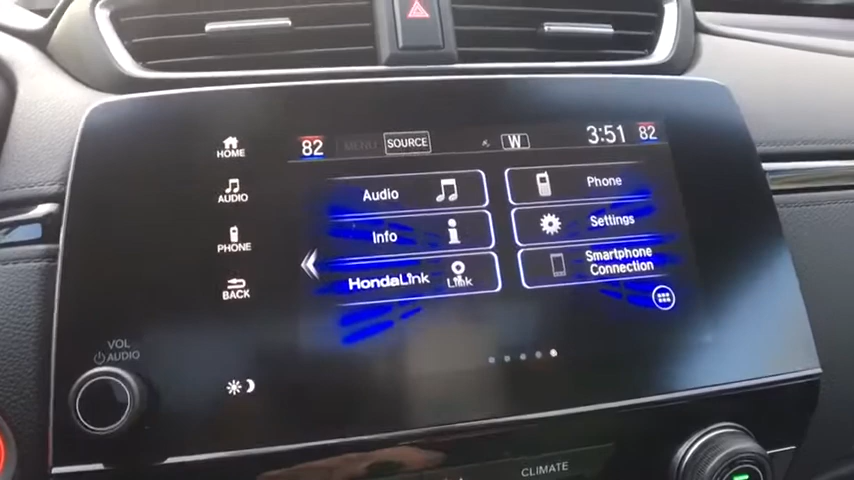 HOME
82 MENU SOURCE W 3:51 82
AUDIO
PHONE
BACK
Audio
Phone
Info
Settings
HondaLink
Link
Smartphone
Connection
VOL
AUDIO
CLIMATE